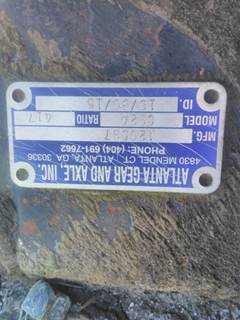 ATLANTA GEAR AND AXLE, INC.
4830 MENDEL CT. ATLANTA, GA 30336
PHONE: (404) 691-7662
MFG.
MODEL RATIO 417
ID.